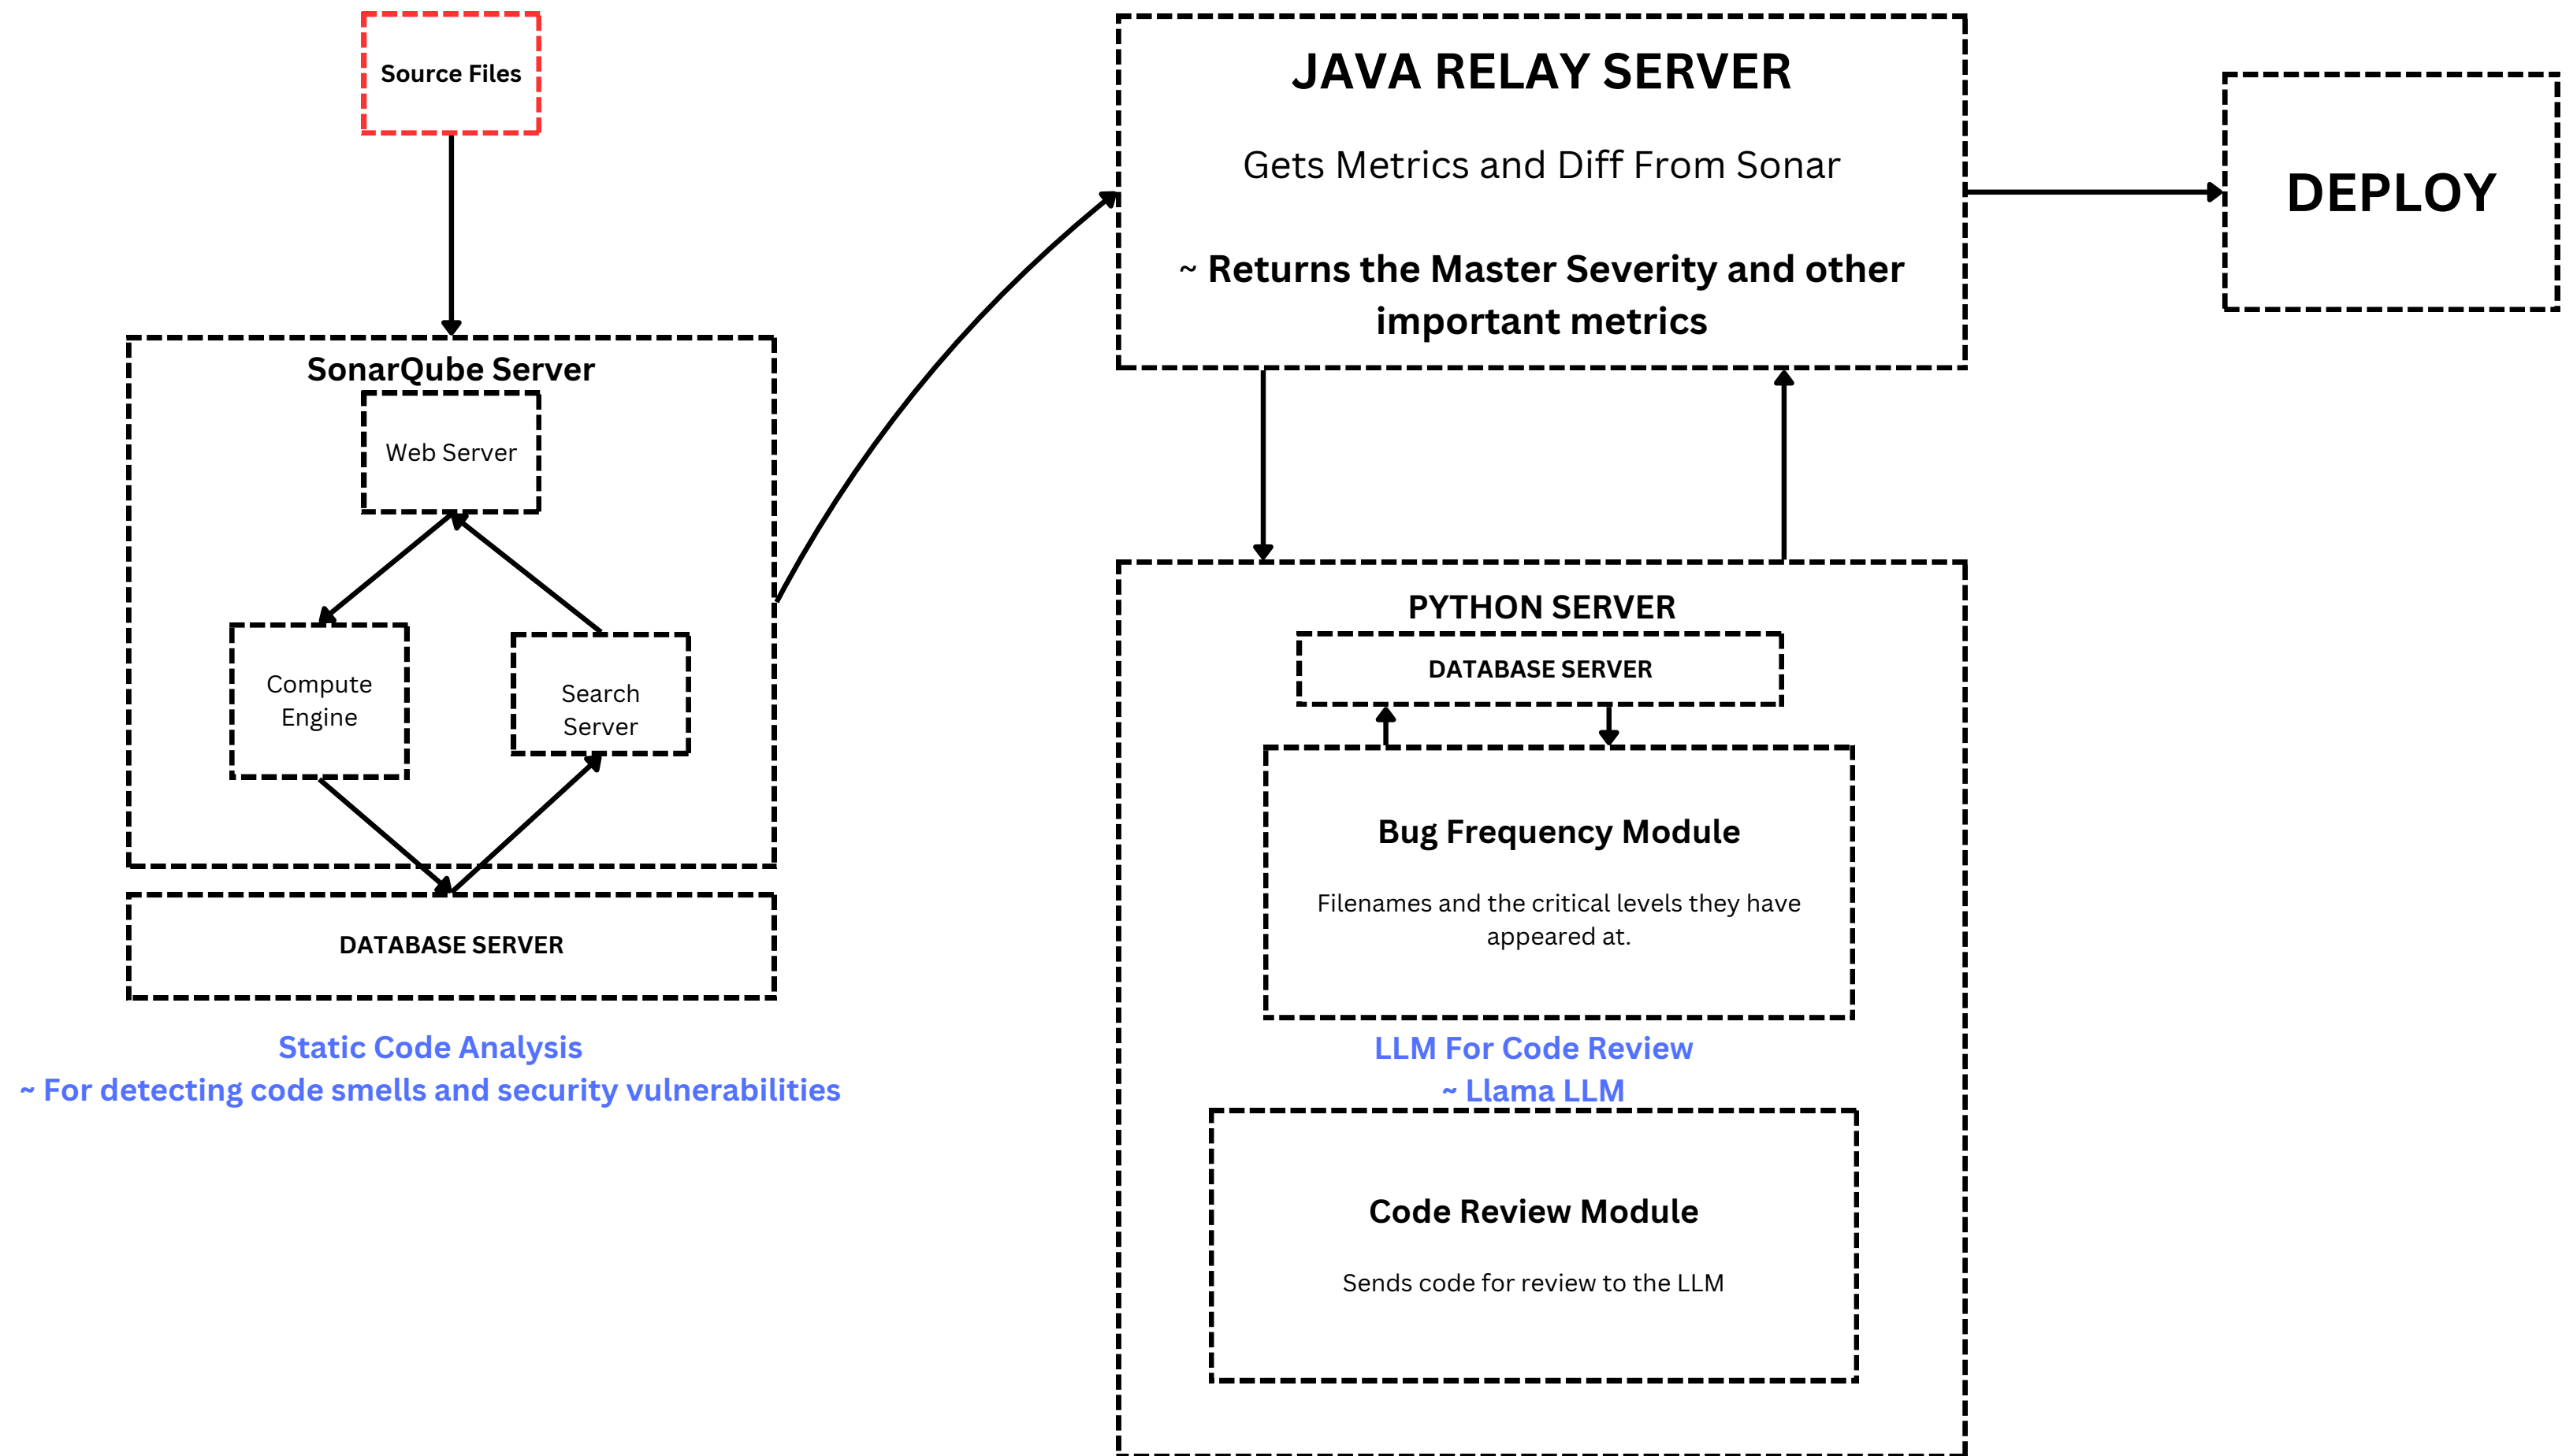 Source Files
SonarQube Server
Web Server
Compute
Engine
Search
Server
DATABASE SERVER
Static Code Analysis
~ For detecting code smells and security vulnerabilities
JAVA RELAY SERVER
Gets Metrics and Diff From Sonar
~ Returns the Master Severity and other
important metrics
PYTHON SERVER
DATABASE SERVER
Bug Frequency Module
Filenames and the critical levels they have
appeared at.
LLM For Code Review
~ Llama LLM
Code Review Module
Sends code for review to the LLM
DEPLOY